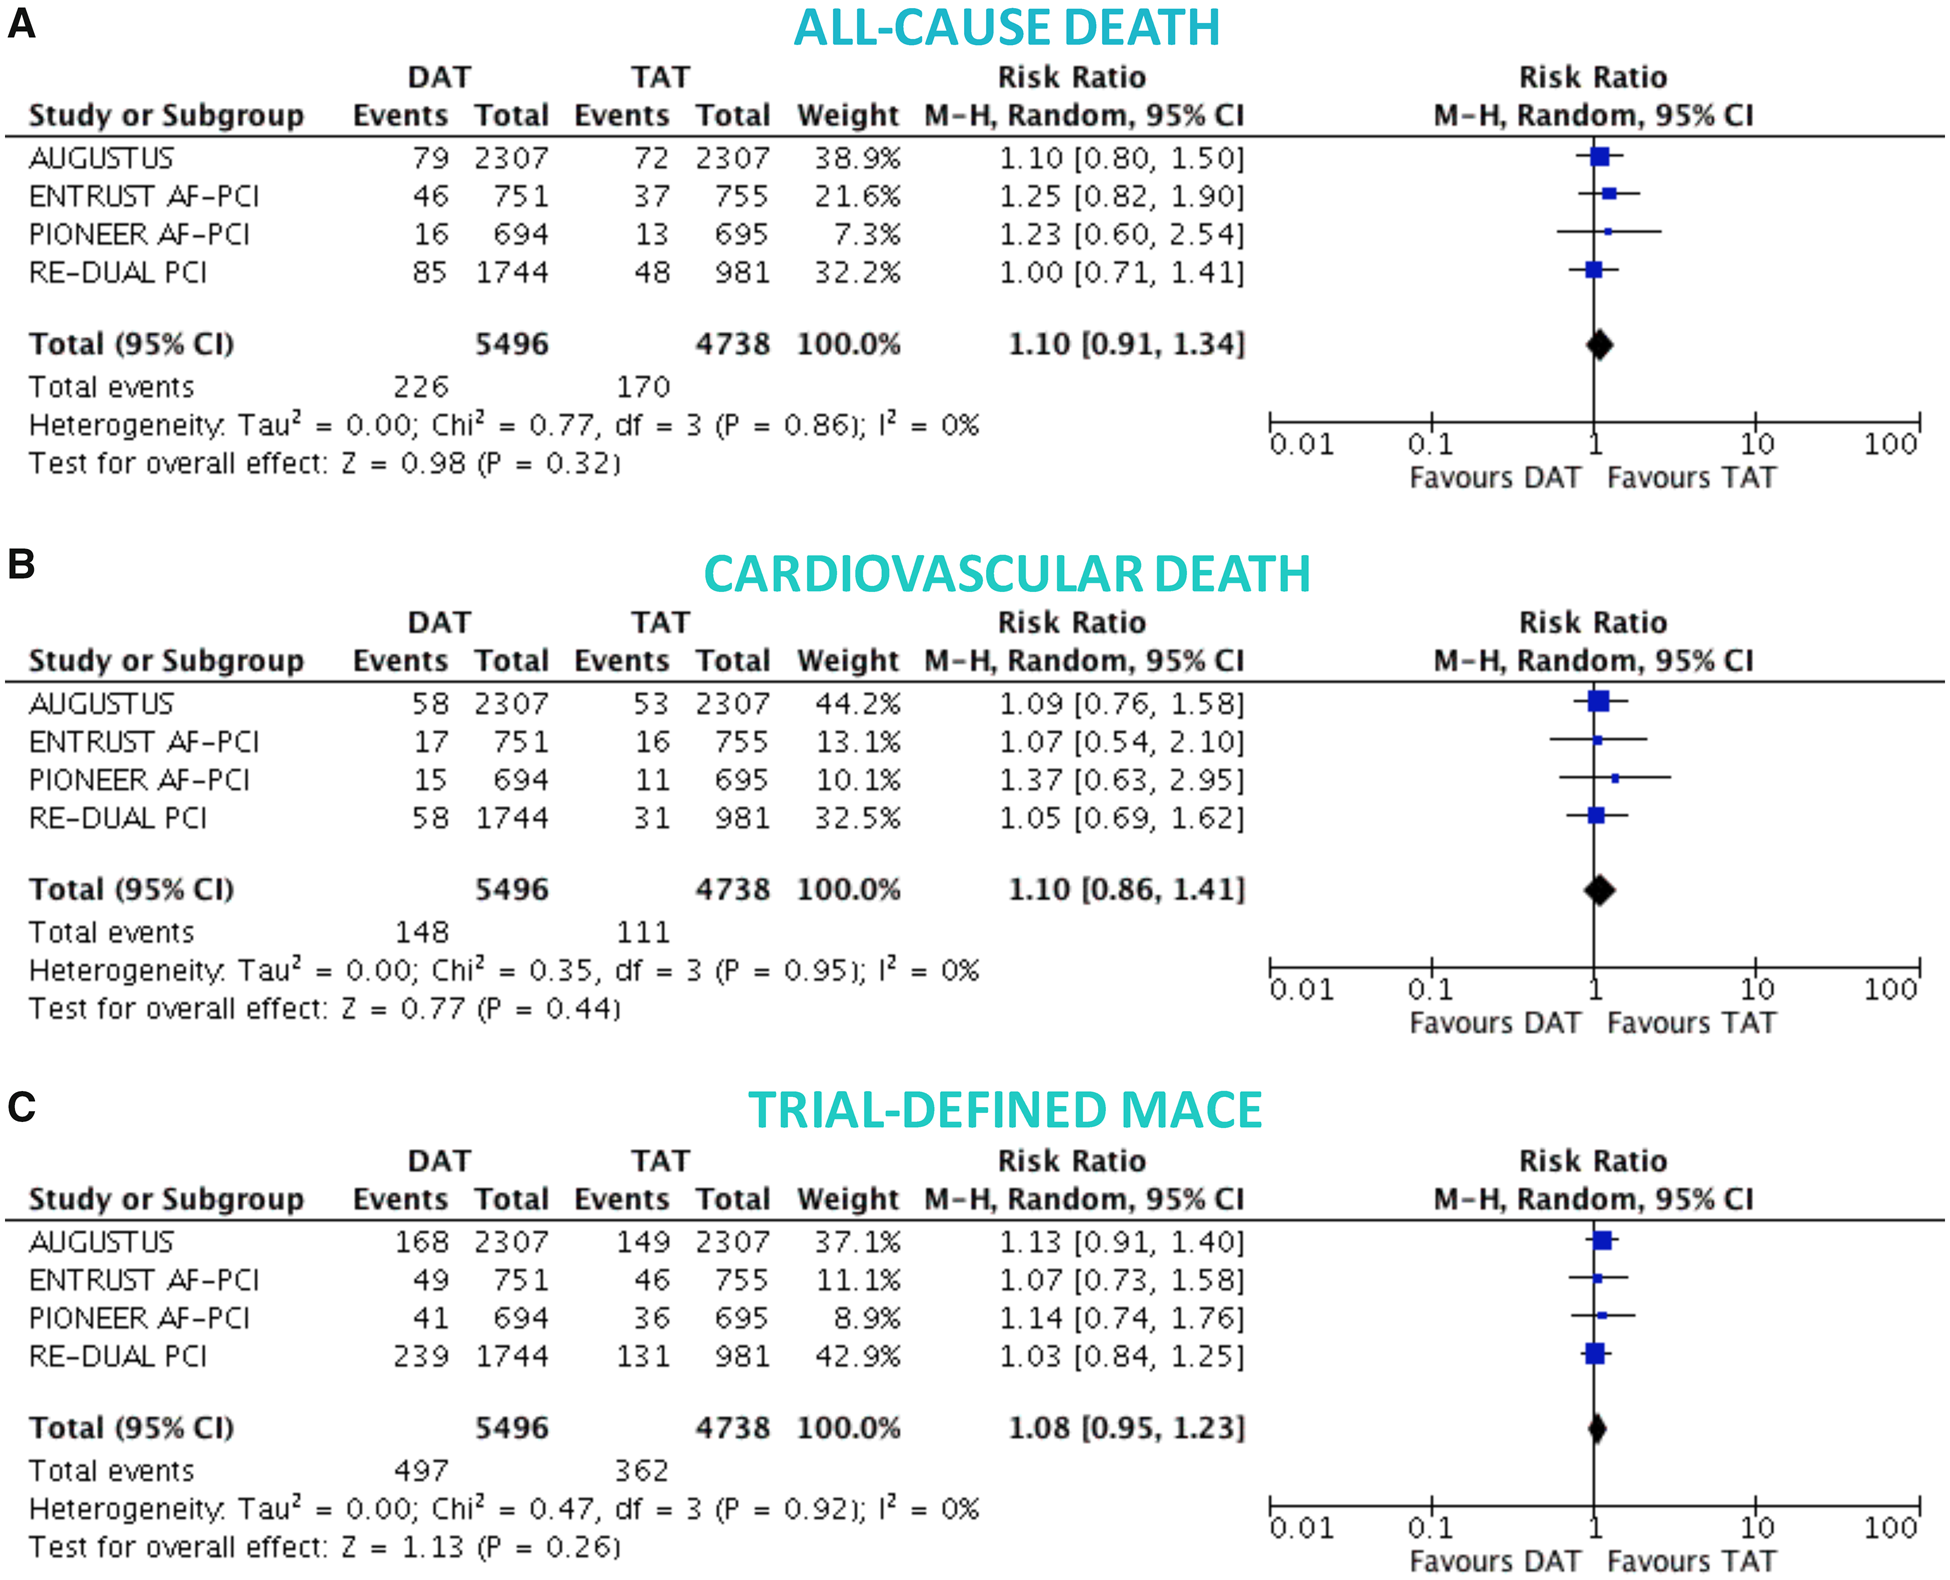 A
ALL-CAUSE DEATH
DAT TAT Risk Ratio Risk Ratio
Study or Subgroup Events Total Events Total Weight M-H, Random, 95% CI M-H, Random, 95% CI
AUGUSTUS 79 2307 72 2307 38.9% 1.10 [0.80, 1.50]
ENTRUST AF-PCI 46 751 37 755 21.6% 1.25 [0.82, 1.90]
PIONEER AF-PCI 16 694 13 695 7.3% 1.23 [0.60, 2.54]
RE-DUAL PCI 85 1744 48 981 32.2% 1.00 [0.71, 1.41]
Total (95% CI) 5496 4738 100.0% 1.10 [0.91, 1.34]
Total events 226 170
Heterogeneity: Tau² = 0.00; Chi² = 0.77, df = 3 (P = 0.86); I² = 0%
Test for overall effect: Z = 0.98 (P = 0.32)
0.01 0.1 1 10 100
Favours DAT Favours TAT
B
CARDIOVASCULAR DEATH
DAT TAT Risk Ratio Risk Ratio
Study or Subgroup Events Total Events Total Weight M-H, Random, 95% CI M-H, Random, 95% CI
AUGUSTUS 58 2307 53 2307 44.2% 1.09 [0.76, 1.58]
ENTRUST AF-PCI 17 751 16 755 13.1% 1.07 [0.54, 2.10]
PIONEER AF-PCI 15 694 11 695 10.1% 1.37 [0.63, 2.95]
RE-DUAL PCI 58 1744 31 981 32.5% 1.05 [0.69, 1.62]
Total (95% CI) 5496 4738 100.0% 1.10 [0.86, 1.41]
Total events 148 111
Heterogeneity: Tau² = 0.00; Chi² = 0.35, df = 3 (P = 0.95); I² = 0%
Test for overall effect: Z = 0.77 (P = 0.44)
0.01 0.1 1 10 100
Favours DAT Favours TAT
C
TRIAL-DEFINED MACE
DAT TAT Risk Ratio Risk Ratio
Study or Subgroup Events Total Events Total Weight M-H, Random, 95% CI M-H, Random, 95% CI
AUGUSTUS 168 2307 149 2307 37.1% 1.13 [0.91, 1.40]
ENTRUST AF-PCI 49 751 46 755 11.1% 1.07 [0.73, 1.58]
PIONEER AF-PCI 41 694 36 695 8.9% 1.14 [0.74, 1.76]
RE-DUAL PCI 239 1744 131 981 42.9% 1.03 [0.84, 1.25]
Total (95% CI) 5496 4738 100.0% 1.08 [0.95, 1.23]
Total events 497 362
Heterogeneity: Tau² = 0.00; Chi² = 0.47, df = 3 (P = 0.92); I² = 0%
Test for overall effect: Z = 1.13 (P = 0.26)
0.01 0.1 1 10 100
Favours DAT Favours TAT